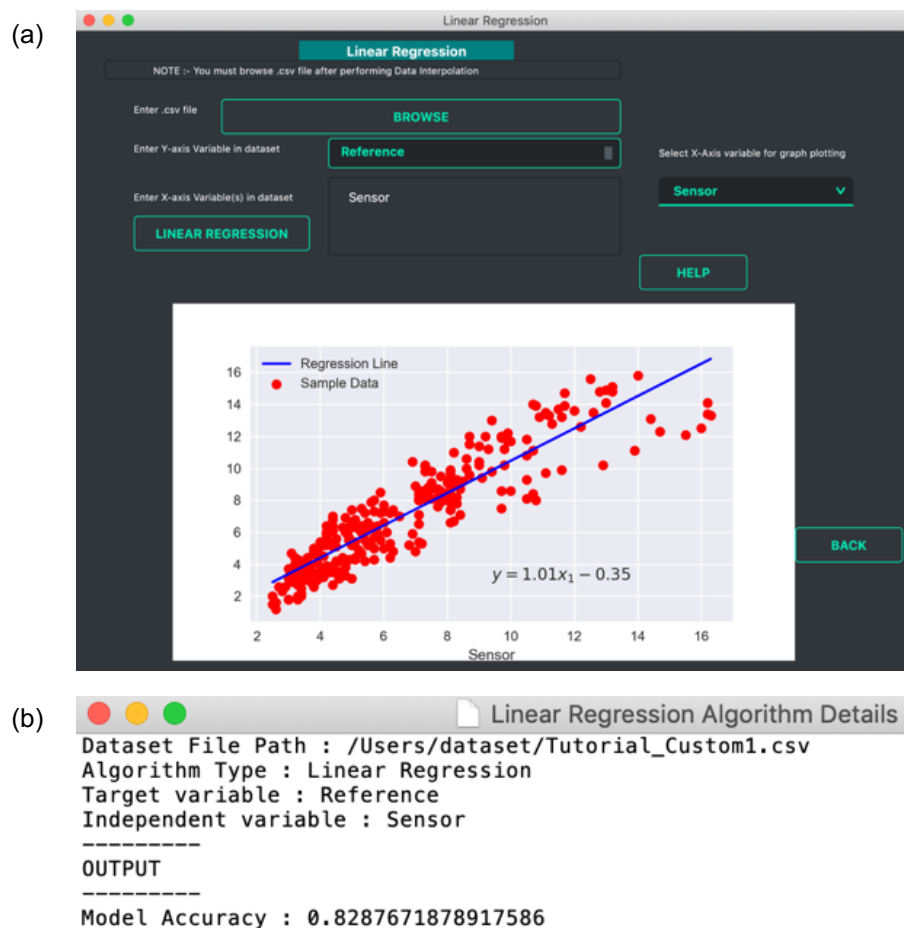 (a)
Linear Regression
Linear Regression
NOTE :- You must browse .csv file after performing Data Interpolation
Enter .csv file
BROWSE
Enter Y-axis Variable in dataset
Reference
Select X-Axis variable for graph plotting
Enter X-axis Variable(s) in dataset
Sensor
Sensor
LINEAR REGRESSION
HELP
Regression Line
Sample Data
16
14
12
10
8
6
4
2
y = 1.01x₁ − 0.35
BACK
2 4 6 8 10 12 14 16
Sensor
(b)
Linear Regression Algorithm Details
Dataset File Path : /Users/dataset/Tutorial_Custom1.csv
Algorithm Type : Linear Regression
Target variable : Reference
Independent variable : Sensor
---------
OUTPUT
---------
Model Accuracy : 0.8287671878917586